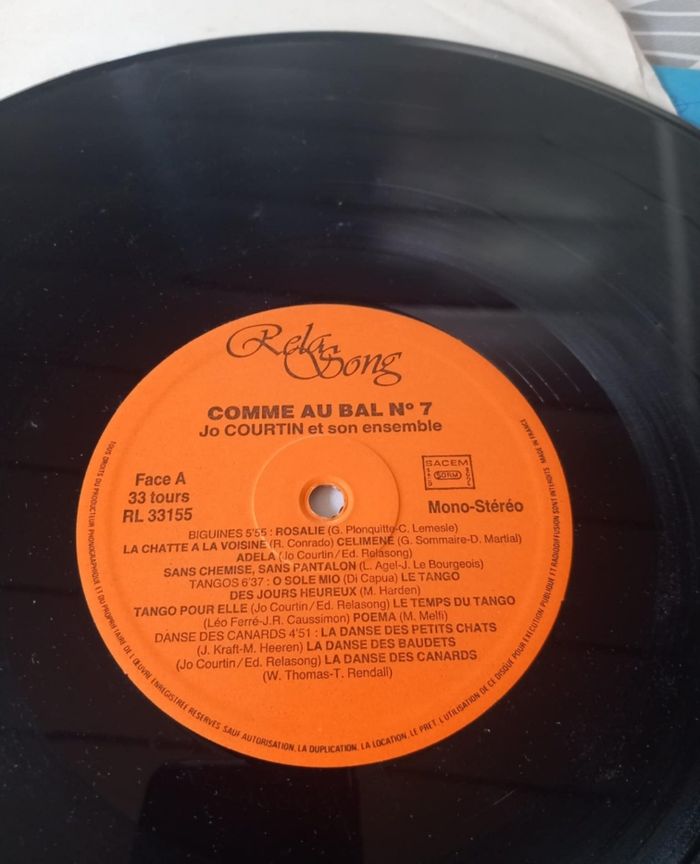 Rela Song
COMME AU BAL Nº 7
Jo COURTIN et son ensemble
Face A
33 tours
RL 33155
SACEM
SDRM
Mono-Stéréo
BIGUINES 5'55 : ROSALIE (G. Plonquitte-C. Lemesle)
LA CHATTE A LA VOISINE (R. Conrado) CELIMENE (G. Sommaire-D. Martial)
ADELA (Jo Courtin/Ed. Relasong)
SANS CHEMISE, SANS PANTALON (L. Agel-J. Le Bourgeois)
TANGOS 6'37 : O SOLE MIO (Di Capua) LE TANGO
DES JOURS HEUREUX (M. Harden)
TANGO POUR ELLE (Jo Courtin/Ed. Relasong) LE TEMPS DU TANGO
(Léo Ferré-J.R. Caussimon) POEMA (M. Melfi)
DANSE DES CANARDS 4'51 : LA DANSE DES PETITS CHATS
(J. Kraft-M. Heeren) LA DANSE DES BAUDETS
(Jo Courtin/Ed. Relasong) LA DANSE DES CANARDS
(W. Thomas-T. Rendall)
TOUS DROITS DU PRODUCTEUR PHONOGRAPHIQUE ET DU PROPRIETAIRE DE L'ŒUVRE ENREGISTREE RESERVES. SAUF AUTORISATION, LA DUPLICATION, LA LOCATION, LE PRET, L'UTILISATION DE CE DISQUE POUR EXECUTION PUBLIQUE ET RADIODIFFUSION SONT INTERDITS. MADE IN FRANCE